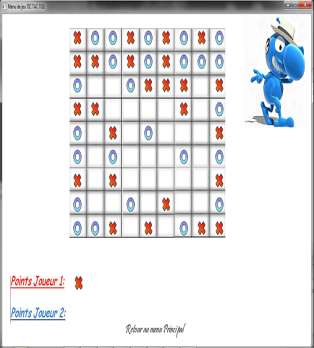 Menu de jeu TIC TAC TOE
Points Joueur 1:
Points Joueur 2:
Retour au menu Principal